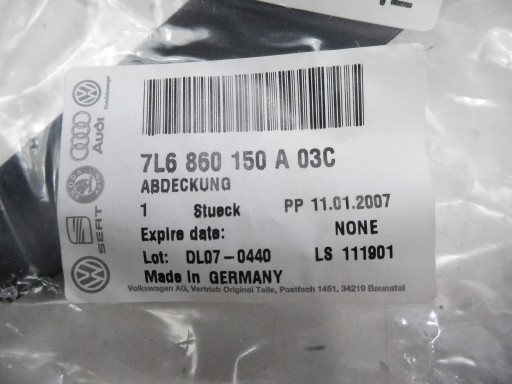 7L6 860 150 A 03C
ABDECKUNG
1 Stueck PP 11.01.2007
Expire date: NONE
Lot: DL07-0440 LS 111901
Made in GERMANY
Volkswagen AG, Vertrieb Original Teile, Postfach 1451, 34219 Baunatal
Audi
SEAT